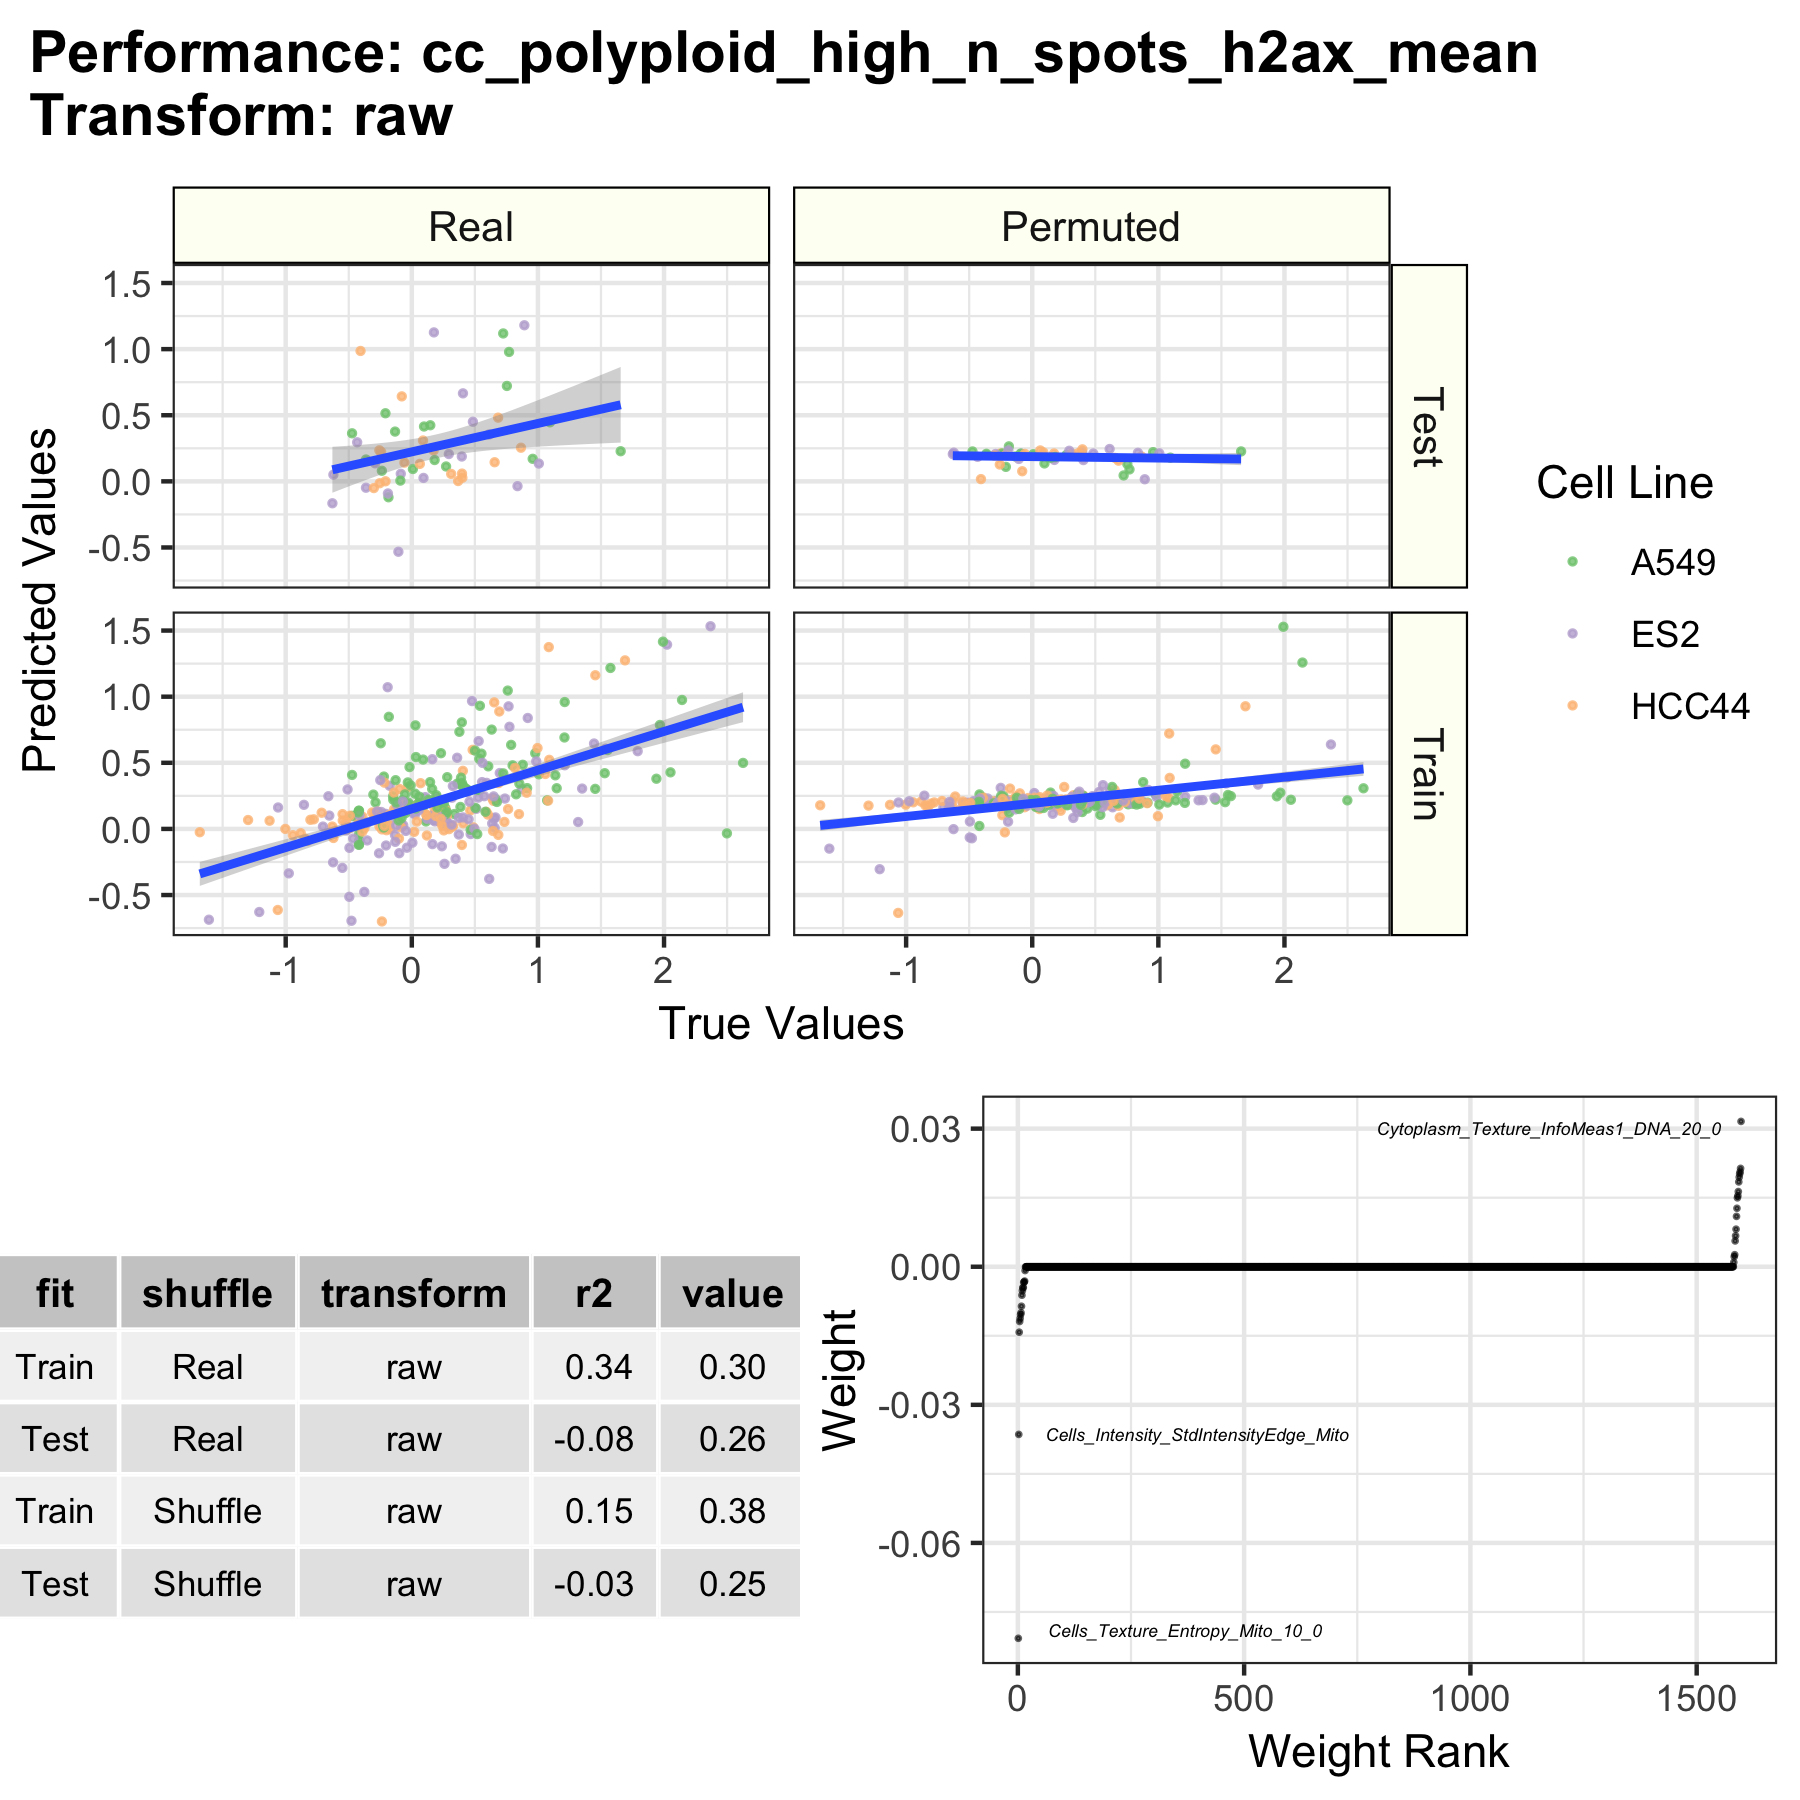 Performance: cc_polyploid_high_n_spots_h2ax_mean
Transform: raw
Real
Permuted
1.5
1.0
0.5
0.0
-0.5
Test
1.5
1.0
0.5
0.0
-0.5
Train
Predicted Values
-1
0
1
2
-1
0
1
2
True Values
Cell Line
A549
ES2
HCC44
fit shuffle transform r2 value
Train Real raw 0.34 0.30
Test Real raw -0.08 0.26
Train Shuffle raw 0.15 0.38
Test Shuffle raw -0.03 0.25
Weight
0.03
0.00
-0.03
-0.06
Cytoplasm_Texture_InfoMeas1_DNA_20_0
Cells_Intensity_StdIntensityEdge_Mito
Cells_Texture_Entropy_Mito_10_0
0
500
1000
1500
Weight Rank